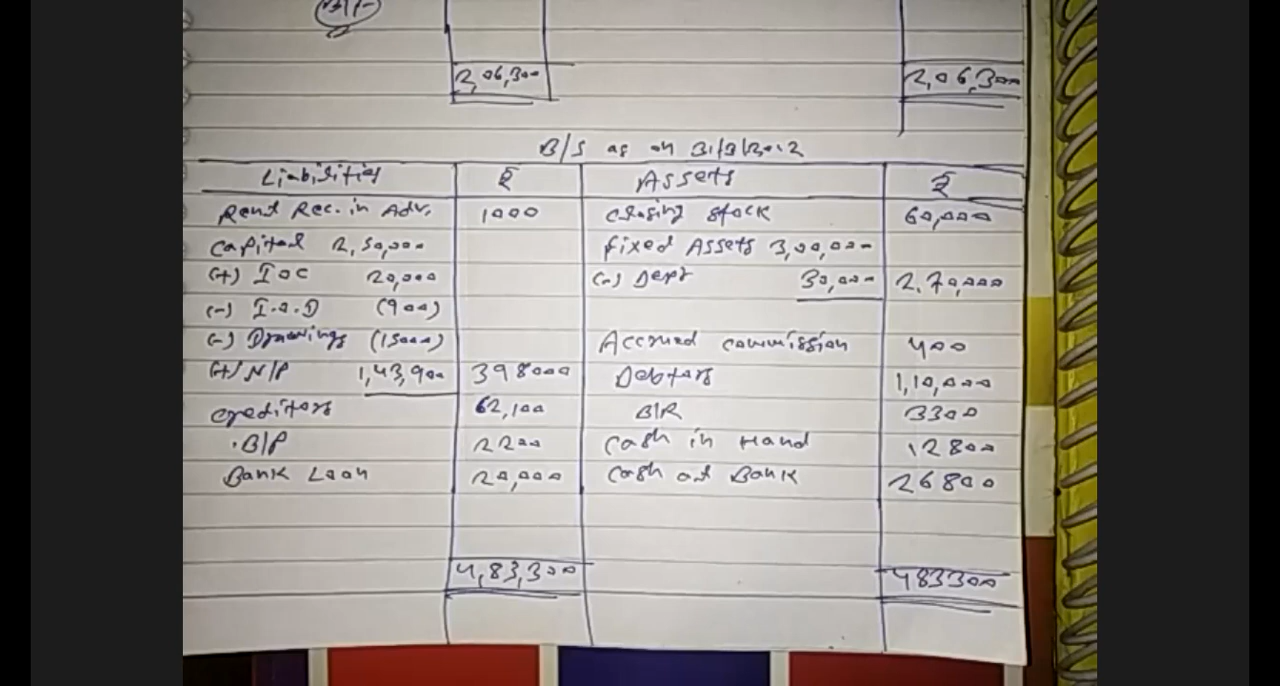 2,06,300 2,06,300
B/S as on 31/3/2012
Liabilities ₹ Assets ₹
Rent Rec. in Adv. 1000 closing stock 60,000
Capital 2,50,000 fixed Assets 3,00,000
(+) IOC 20,000 (-) Depr 30,000 2,70,000
(-) I.O.D (900)
(-) Drawings (15000) Accrued commission 400
(+) N/P 1,43,900 398000 Debtors 1,10,000
creditors 62,100 B/R 3300
B/P 2200 Cash in Hand 12800
Bank Loan 20,000 Cash at Bank 26800
4,83,300 483300